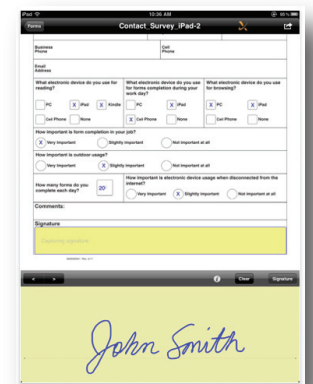 iPad 10:36 AM 95%
Forms Contact_Survey_iPad-2
Business Phone Cell Phone
Email Address
What electronic device do you use for reading? What electronic device do you use for forms completion during your work day? What electronic device do you use for browsing?
PC X iPad X Kindle PC X iPad X PC X iPad
Cell Phone None X Cell Phone None Cell Phone None
How important is form completion in your job?
X Very Important Slightly Important Not important at all
How important is outdoor usage?
X Very important Slightly important Not important at all
How many forms do you complete each day? 20 How important is electronic device usage when disconnected from the internet?
Very Important X Slightly Important Not Important at all
Comments:
Signature
Capturing signature
Clear Signature
John Smith